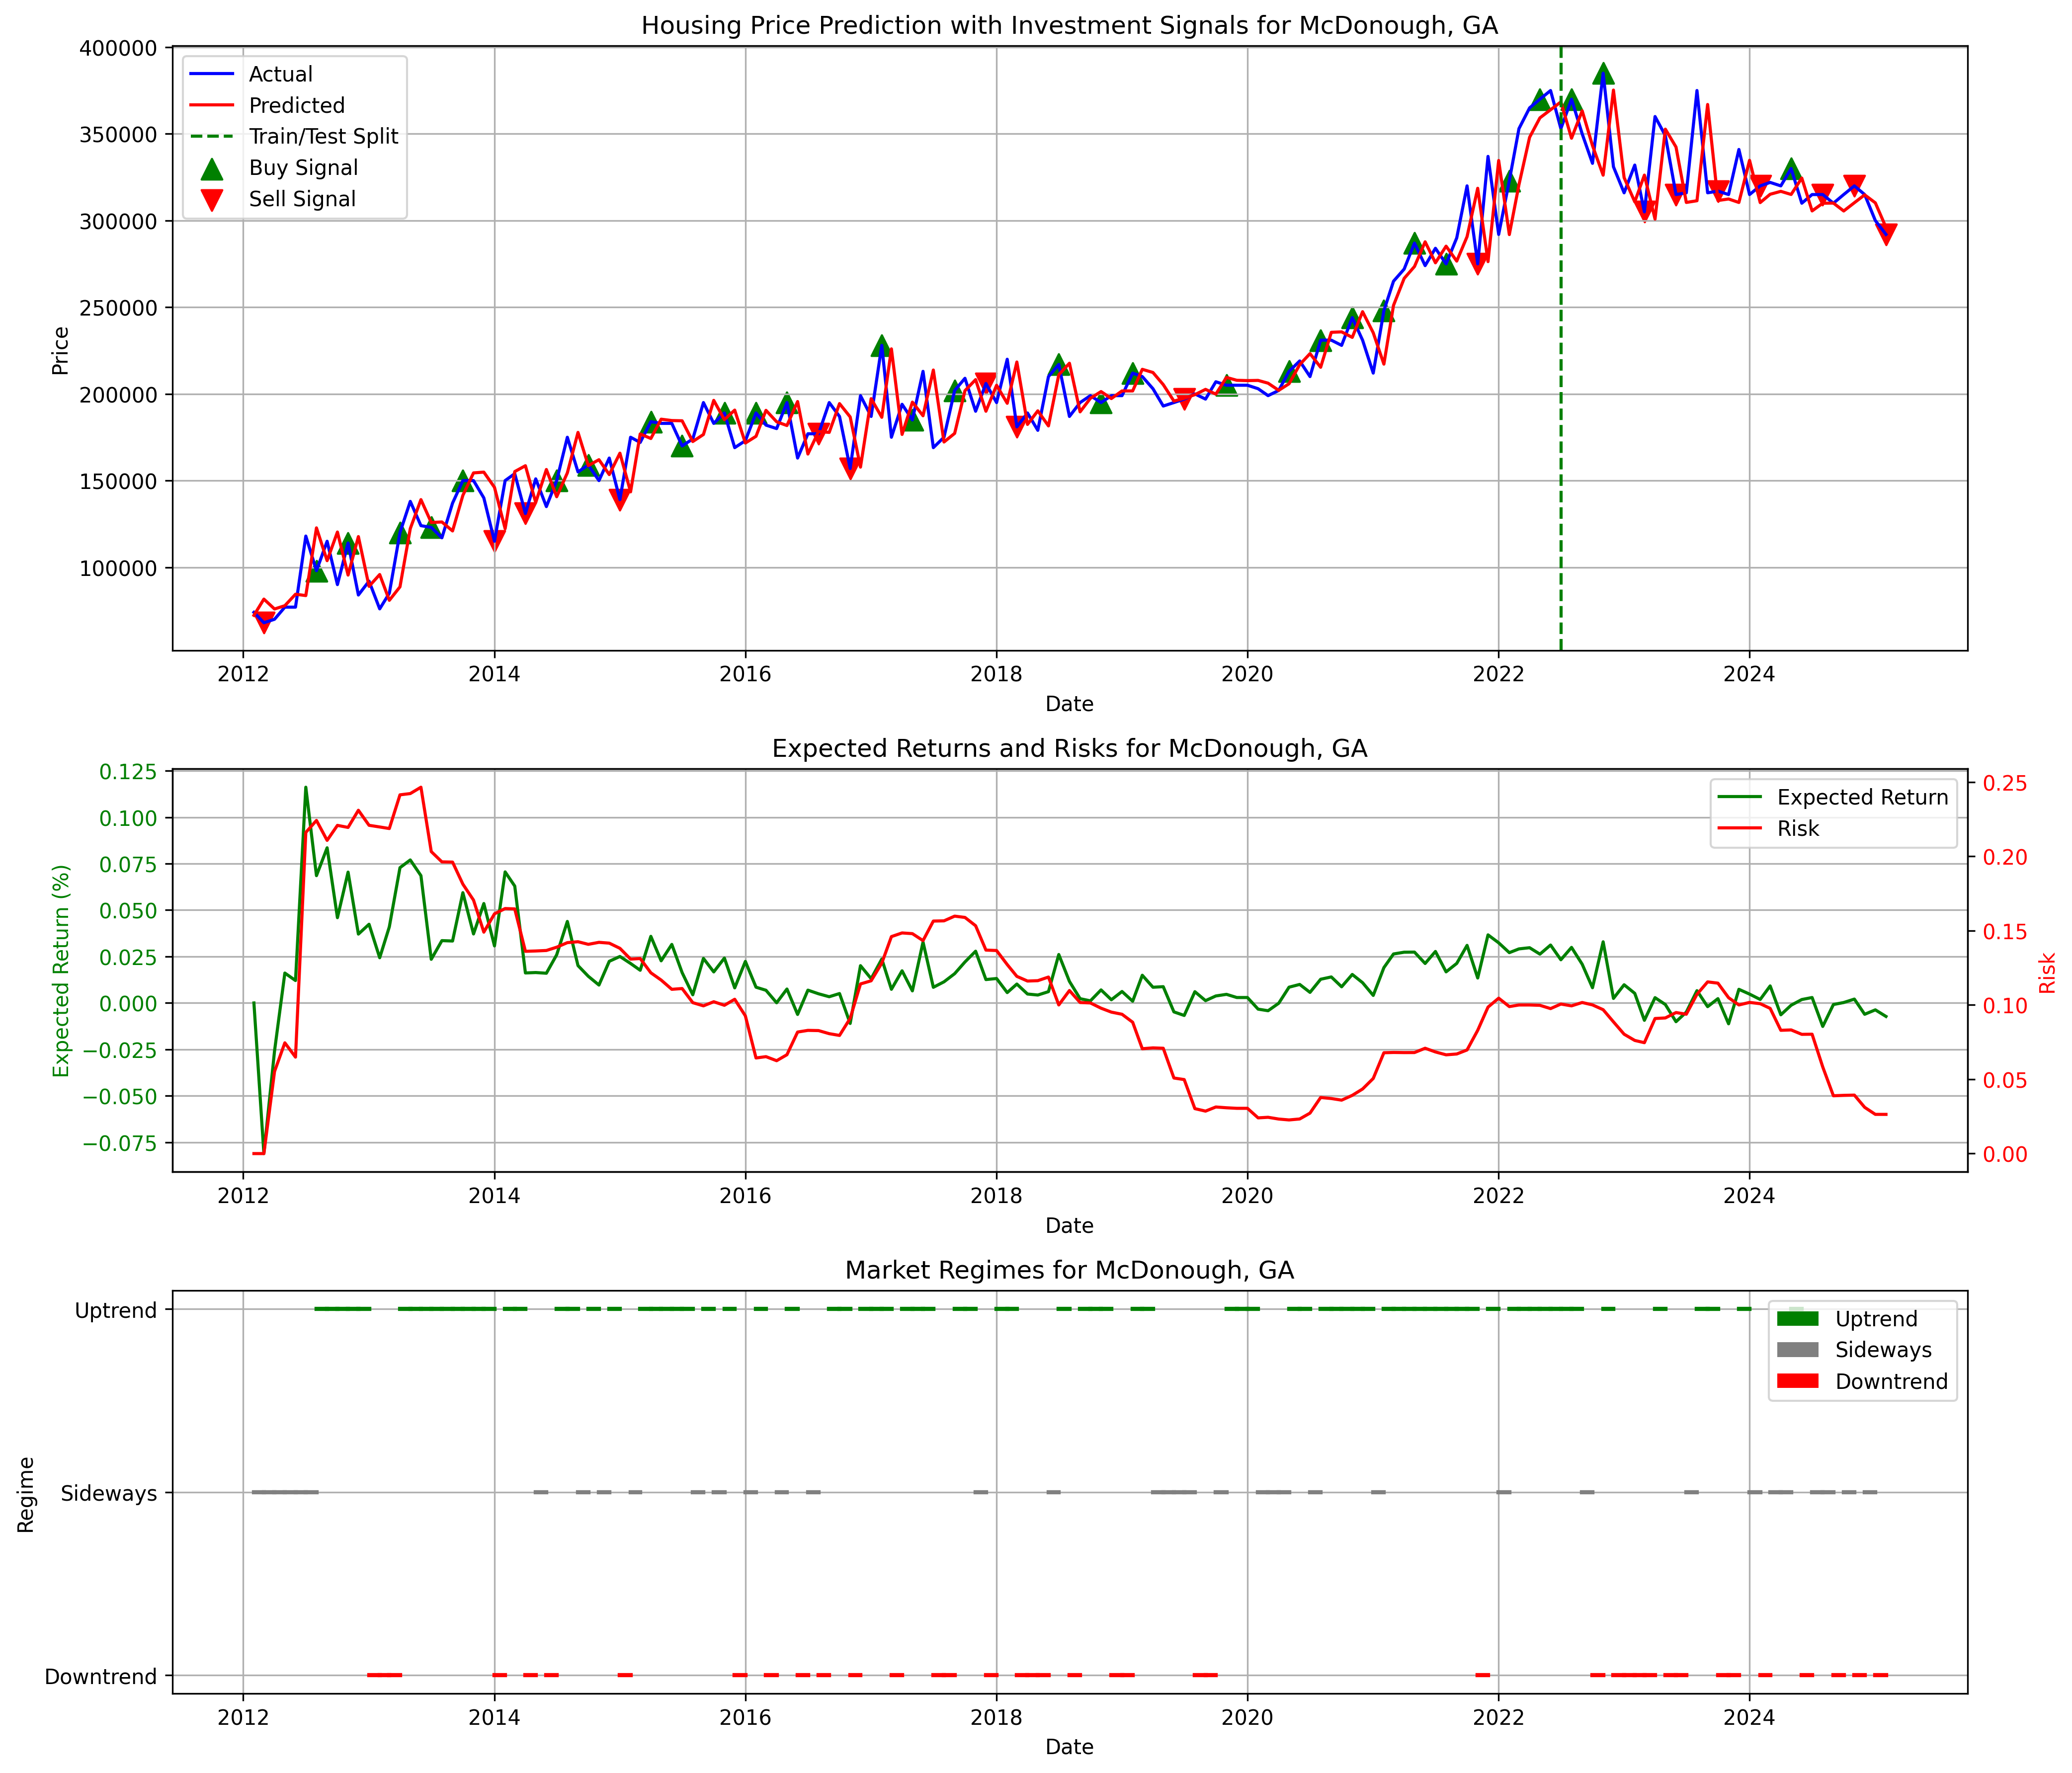 Housing Price Prediction with Investment Signals for McDonough, GA
400000
350000
300000
250000
200000
150000
100000
Price
Actual
Predicted
Train/Test Split
Buy Signal
Sell Signal
2012 2014 2016 2018 2020 2022 2024
Date
Expected Returns and Risks for McDonough, GA
0.125
0.100
0.075
0.050
0.025
0.000
−0.025
−0.050
−0.075
Expected Return (%)
Expected Return
Risk
0.25
0.20
0.15
0.10
0.05
0.00
Risk
2012 2014 2016 2018 2020 2022 2024
Date
Market Regimes for McDonough, GA
Uptrend
Sideways
Downtrend
Regime
Uptrend
Sideways
Downtrend
2012 2014 2016 2018 2020 2022 2024
Date